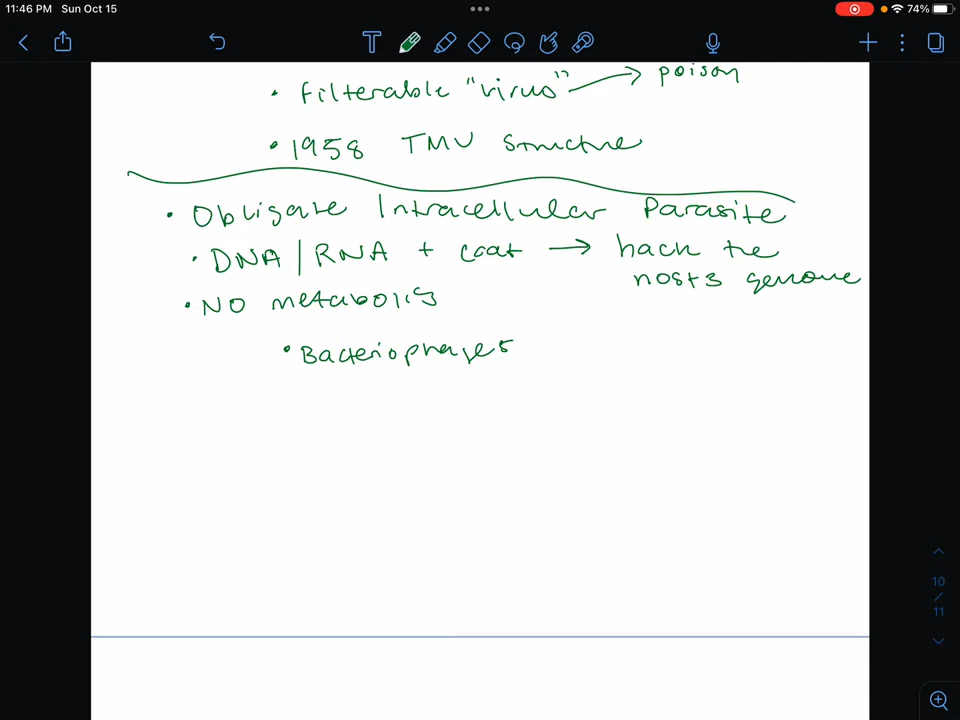 11:46 PM Sun Oct 15
74%
poison
• Filterable "virus"
• 1958 TMV Structure
• Obligate Intracellular Parasite
• DNA/RNA + coat → hack the
hosts genome
• NO metabolis
• Bacteriophages
10
/
11